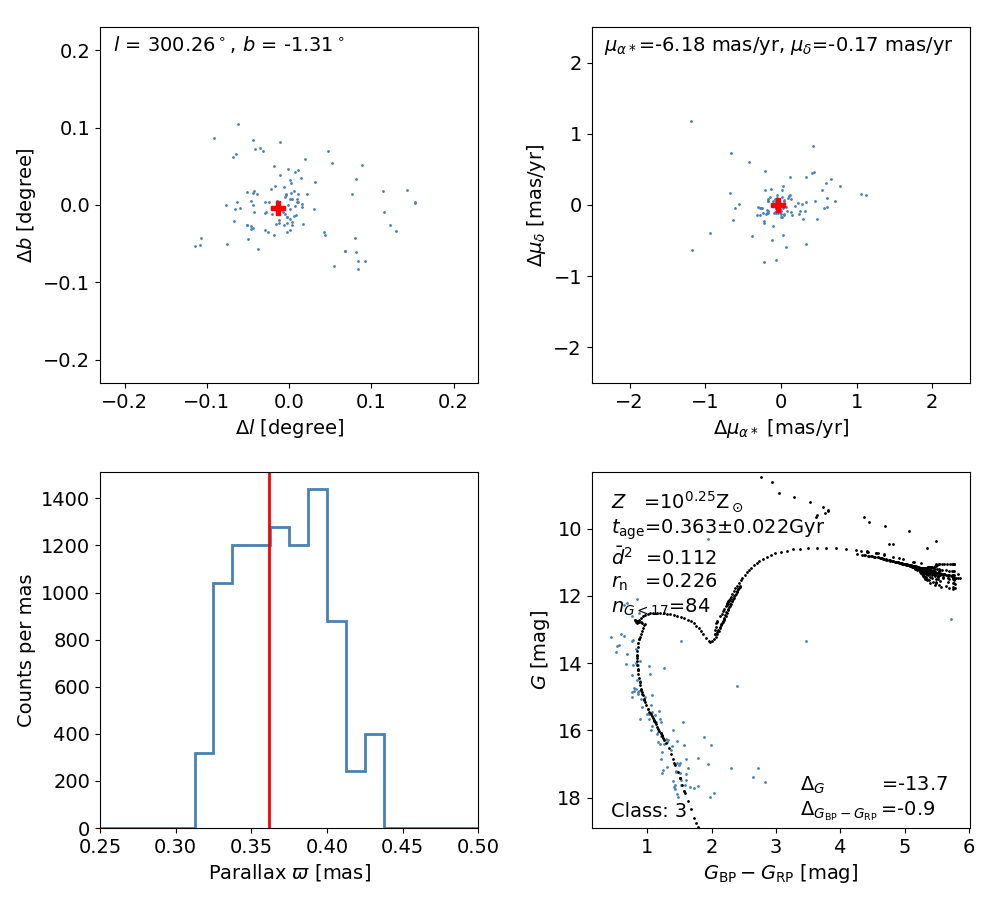 l = 300.26°, b = -1.31°
0.2
0.1
0.0
−0.1
−0.2
Δb [degree]
−0.2 −0.1 0.0 0.1 0.2
Δl [degree]
μα*=-6.18 mas/yr, μδ=-0.17 mas/yr
2
1
0
−1
−2
Δμδ [mas/yr]
−2 −1 0 1 2
Δμα* [mas/yr]
1400
1200
1000
800
600
400
200
0
Counts per mas
0.25 0.30 0.35 0.40 0.45 0.50
Parallax ϖ [mas]
Z =10^0.25Z⊙
t_age=0.363±0.022Gyr
d̄² =0.112
r_n =0.226
n_G<17=84
10
12
14
16
18
G [mag]
Δ_G =-13.7
Δ_GBP−GRP=-0.9
Class: 3
1 2 3 4 5 6
G_BP − G_RP [mag]